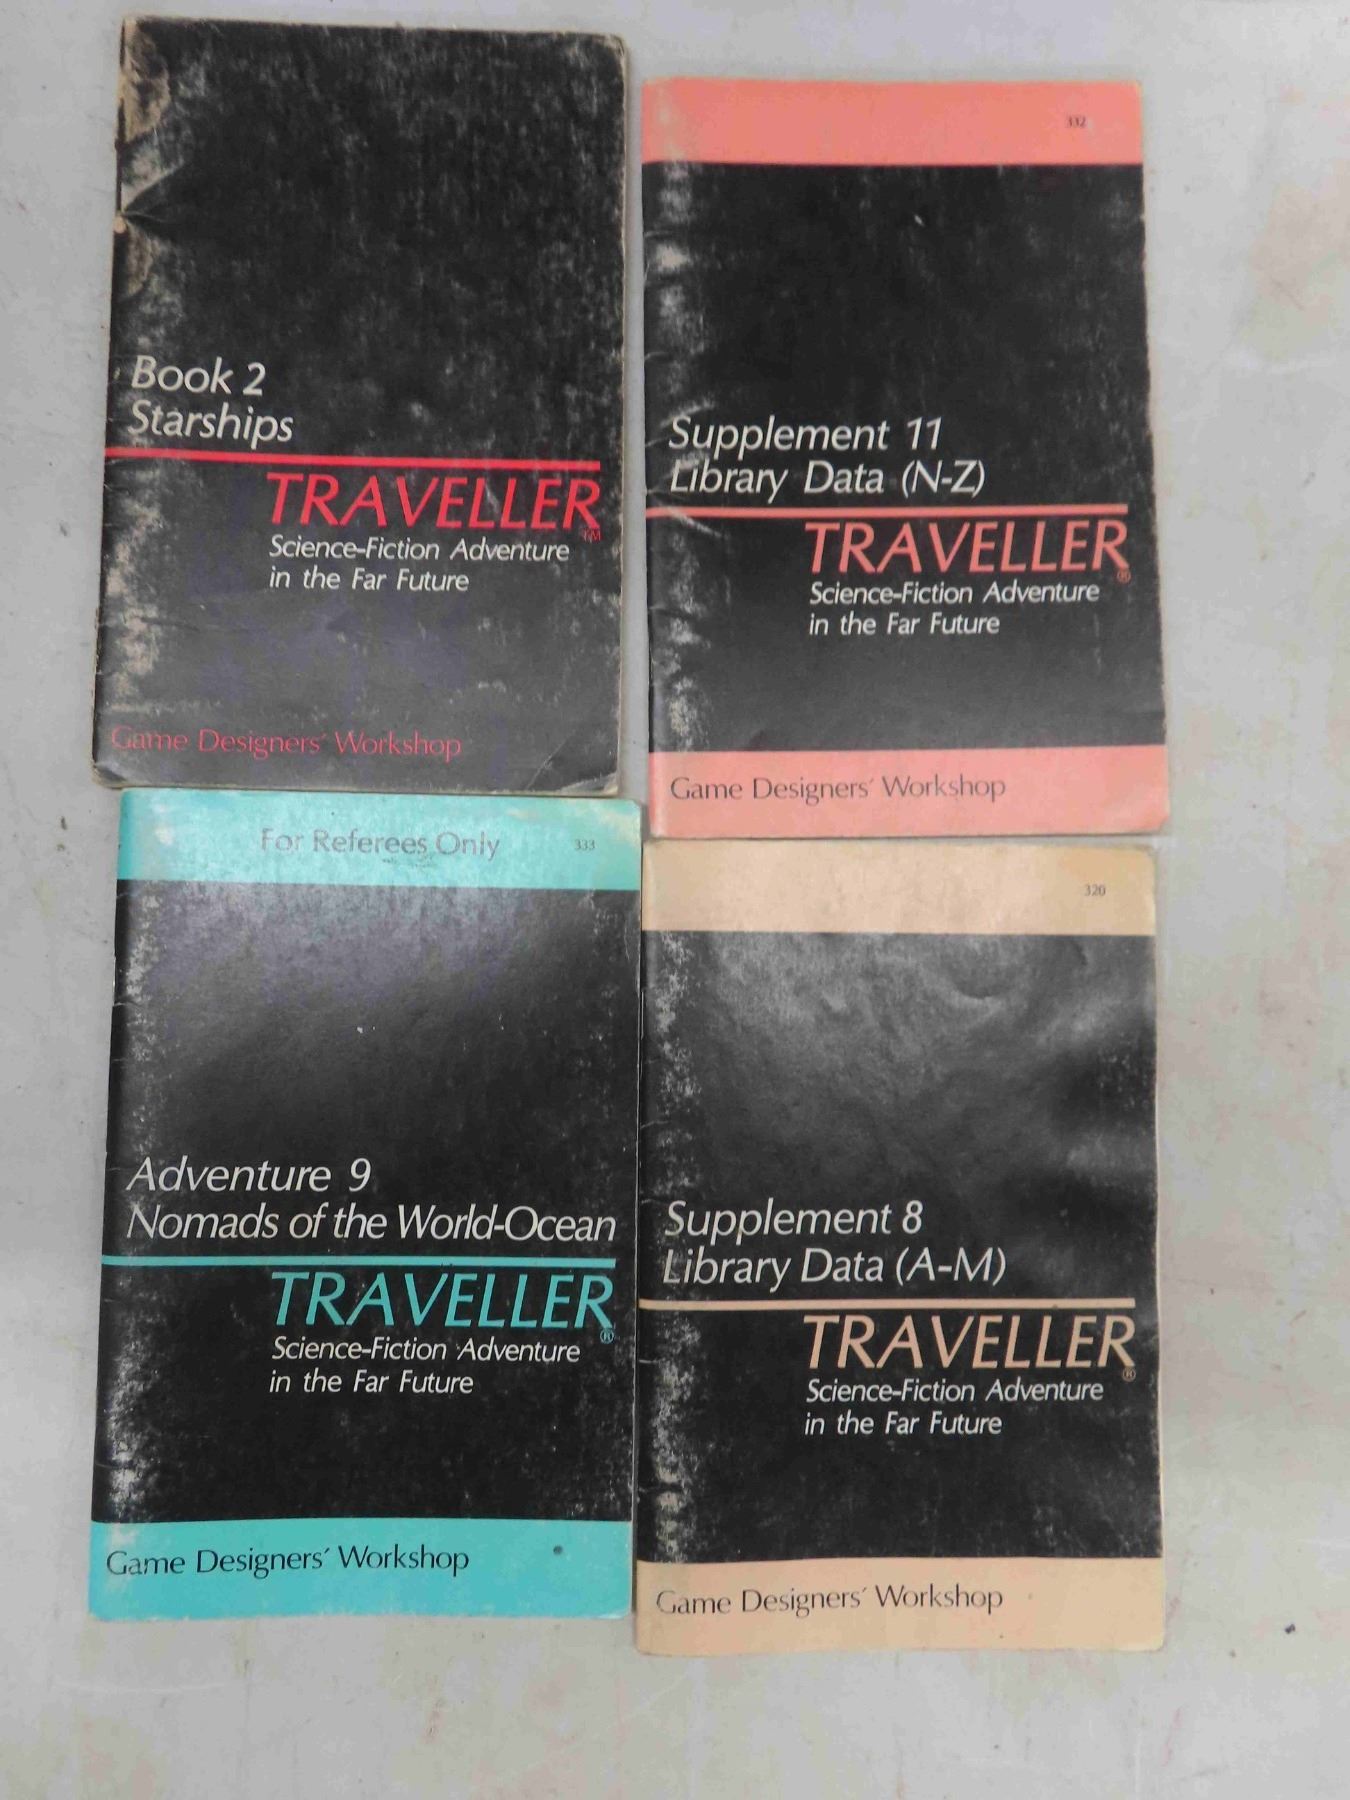 Book 2
Starships
TRAVELLER
TM
Science-Fiction Adventure
in the Far Future
Game Designers' Workshop
332
Supplement 11
Library Data (N-Z)
TRAVELLER
®
Science-Fiction Adventure
in the Far Future
Game Designers' Workshop
For Referees Only
333
Adventure 9
Nomads of the World-Ocean
TRAVELLER
®
Science-Fiction Adventure
in the Far Future
Game Designers' Workshop
320
Supplement 8
Library Data (A-M)
TRAVELLER
®
Science-Fiction Adventure
in the Far Future
Game Designers' Workshop